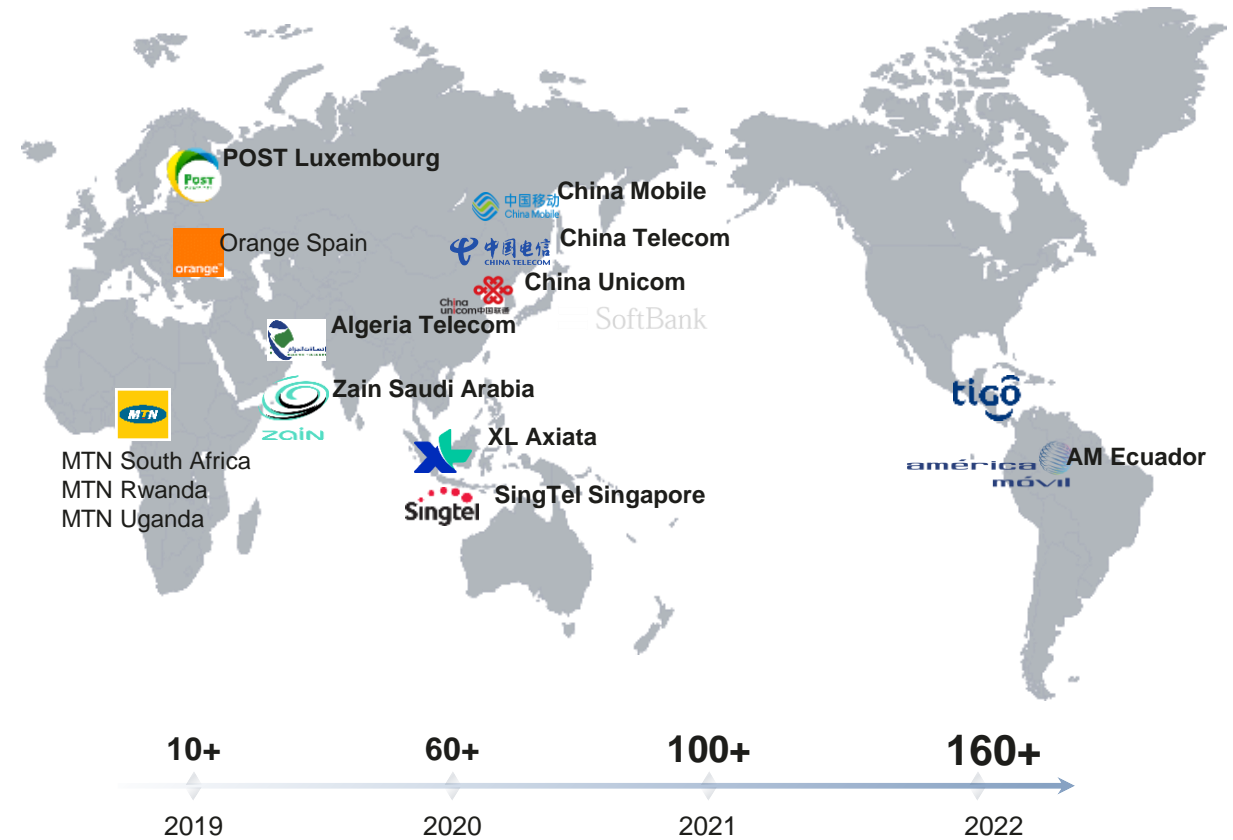 POST
POST Luxembourg
中国移动
China Mobile
China Mobile
orange™
Orange Spain
中国电信
CHINA TELECOM
China Telecom
China
unicom中国联通
China Unicom
SoftBank
Algeria Telecom
MTN
zain
Zain Saudi Arabia
tigo
XL
XL Axiata
MTN South Africa
MTN Rwanda
MTN Uganda
Singtel
SingTel Singapore
américa
móvil
AM Ecuador
10+
60+
100+
160+
2019
2020
2021
2022